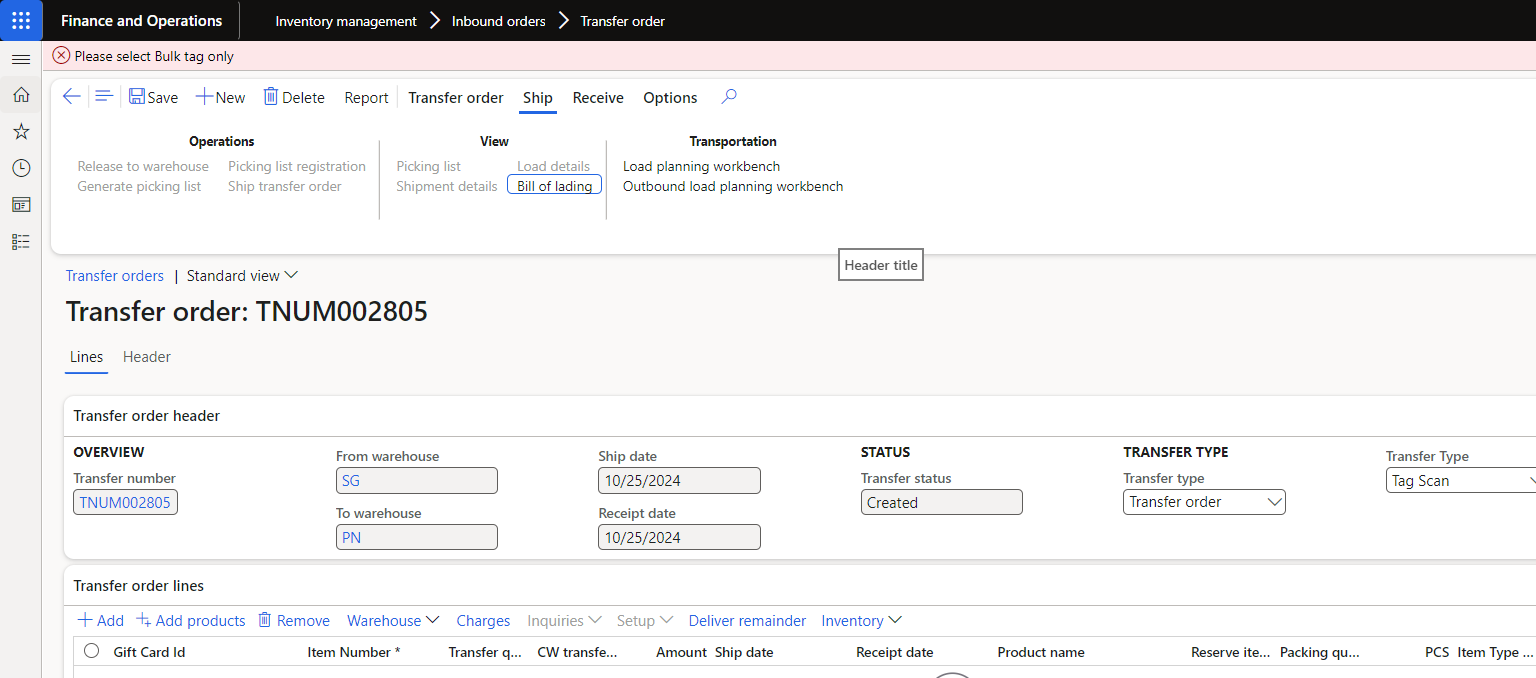 Finance and Operations
Inventory management
Inbound orders
Transfer order
Please select Bulk tag only
Save
New
Delete
Report
Transfer order
Ship
Receive
Options
Operations
Release to warehouse
Picking list registration
Generate picking list
Ship transfer order
View
Picking list
Load details
Shipment details
Bill of lading
Transportation
Load planning workbench
Outbound load planning workbench
Header title
Transfer orders | Standard view
Transfer order: TNUM002805
Lines
Header
Transfer order header
OVERVIEW
Transfer number
TNUM002805
From warehouse
SG
To warehouse
PN
Ship date
10/25/2024
Receipt date
10/25/2024
STATUS
Transfer status
Created
TRANSFER TYPE
Transfer type
Transfer order
Transfer Type
Tag Scan
Transfer order lines
Add
Add products
Remove
Warehouse
Charges
Inquiries
Setup
Deliver remainder
Inventory
Gift Card Id
Item Number *
Transfer q...
CW transfe...
Amount
Ship date
Receipt date
Product name
Reserve ite...
Packing qu...
PCS
Item Type ...